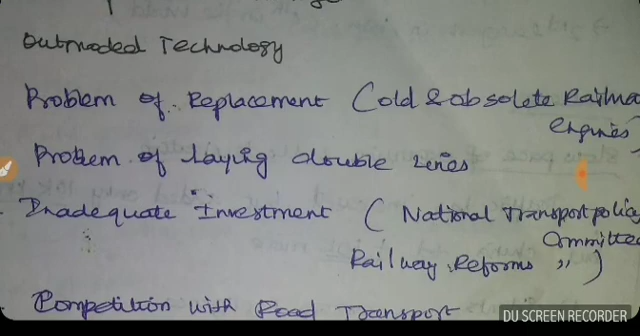 Outmoded Technology
Problem of Replacement (old & obsolete Railway
engines)
Problem of laying double lines
Inadequate Investment ( National Transport policy
Committee
Railway Reforms ,, )
Competition with Road Transport
DU SCREEN RECORDER